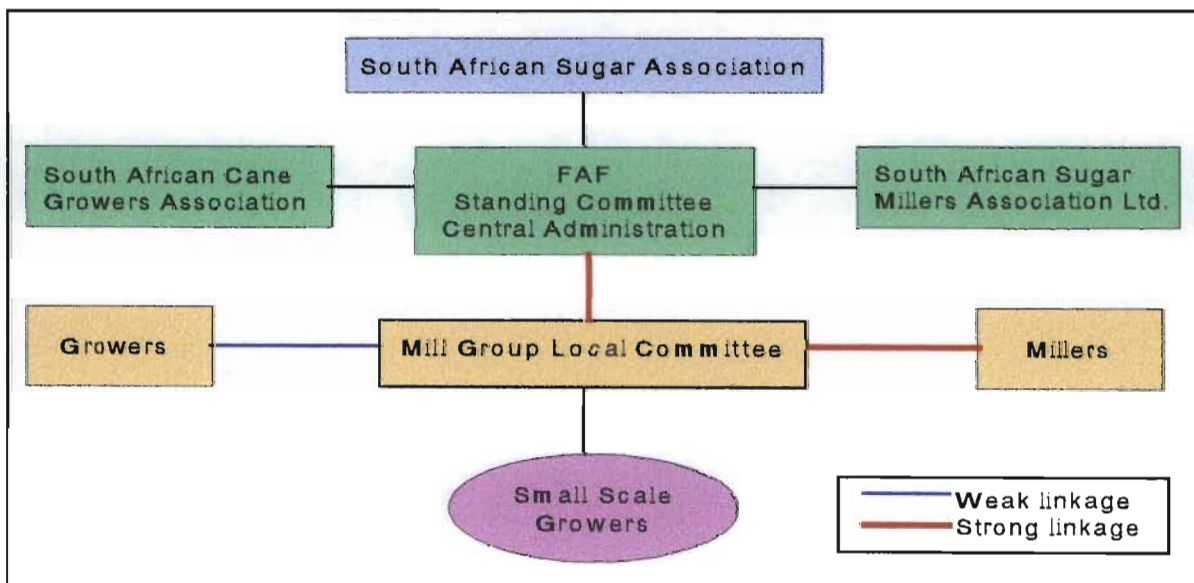 South African Sugar Association
South African Cane
Growers Association
FAF
Standing Committee
Central Administration
South African Sugar
Millers Association Ltd.
Growers
Mill Group Local Committee
Millers
Small Scale
Growers
Weak linkage
Strong linkage